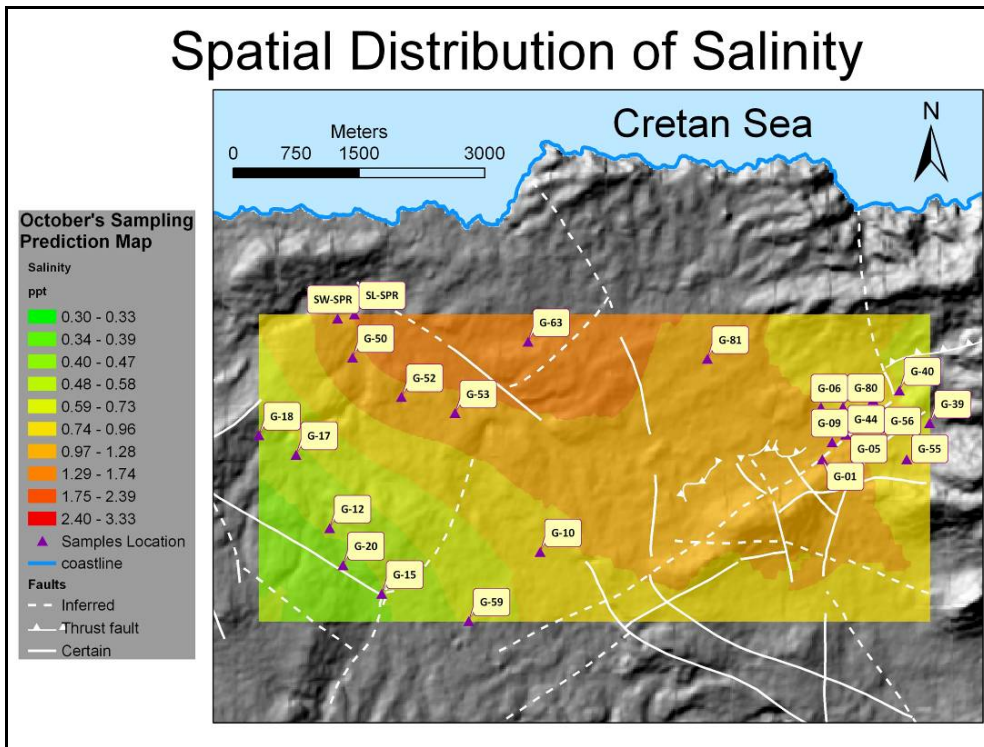 Spatial Distribution of Salinity
Cretan Sea
N
Meters
0 750 1500 3000
October's Sampling
Prediction Map
Salinity
ppt
0.30 - 0.33
0.34 - 0.39
0.40 - 0.47
0.48 - 0.58
0.59 - 0.73
0.74 - 0.96
0.97 - 1.28
1.29 - 1.74
1.75 - 2.39
2.40 - 3.33
Samples Location
coastline
Faults
Inferred
Thrust fault
Certain
SW-SPR
SL-SPR
G-63
G-50
G-81
G-52
G-53
G-40
G-06
G-80
G-39
G-18
G-17
G-09
G-44
G-56
G-05
G-55
G-01
G-12
G-20
G-10
G-15
G-59